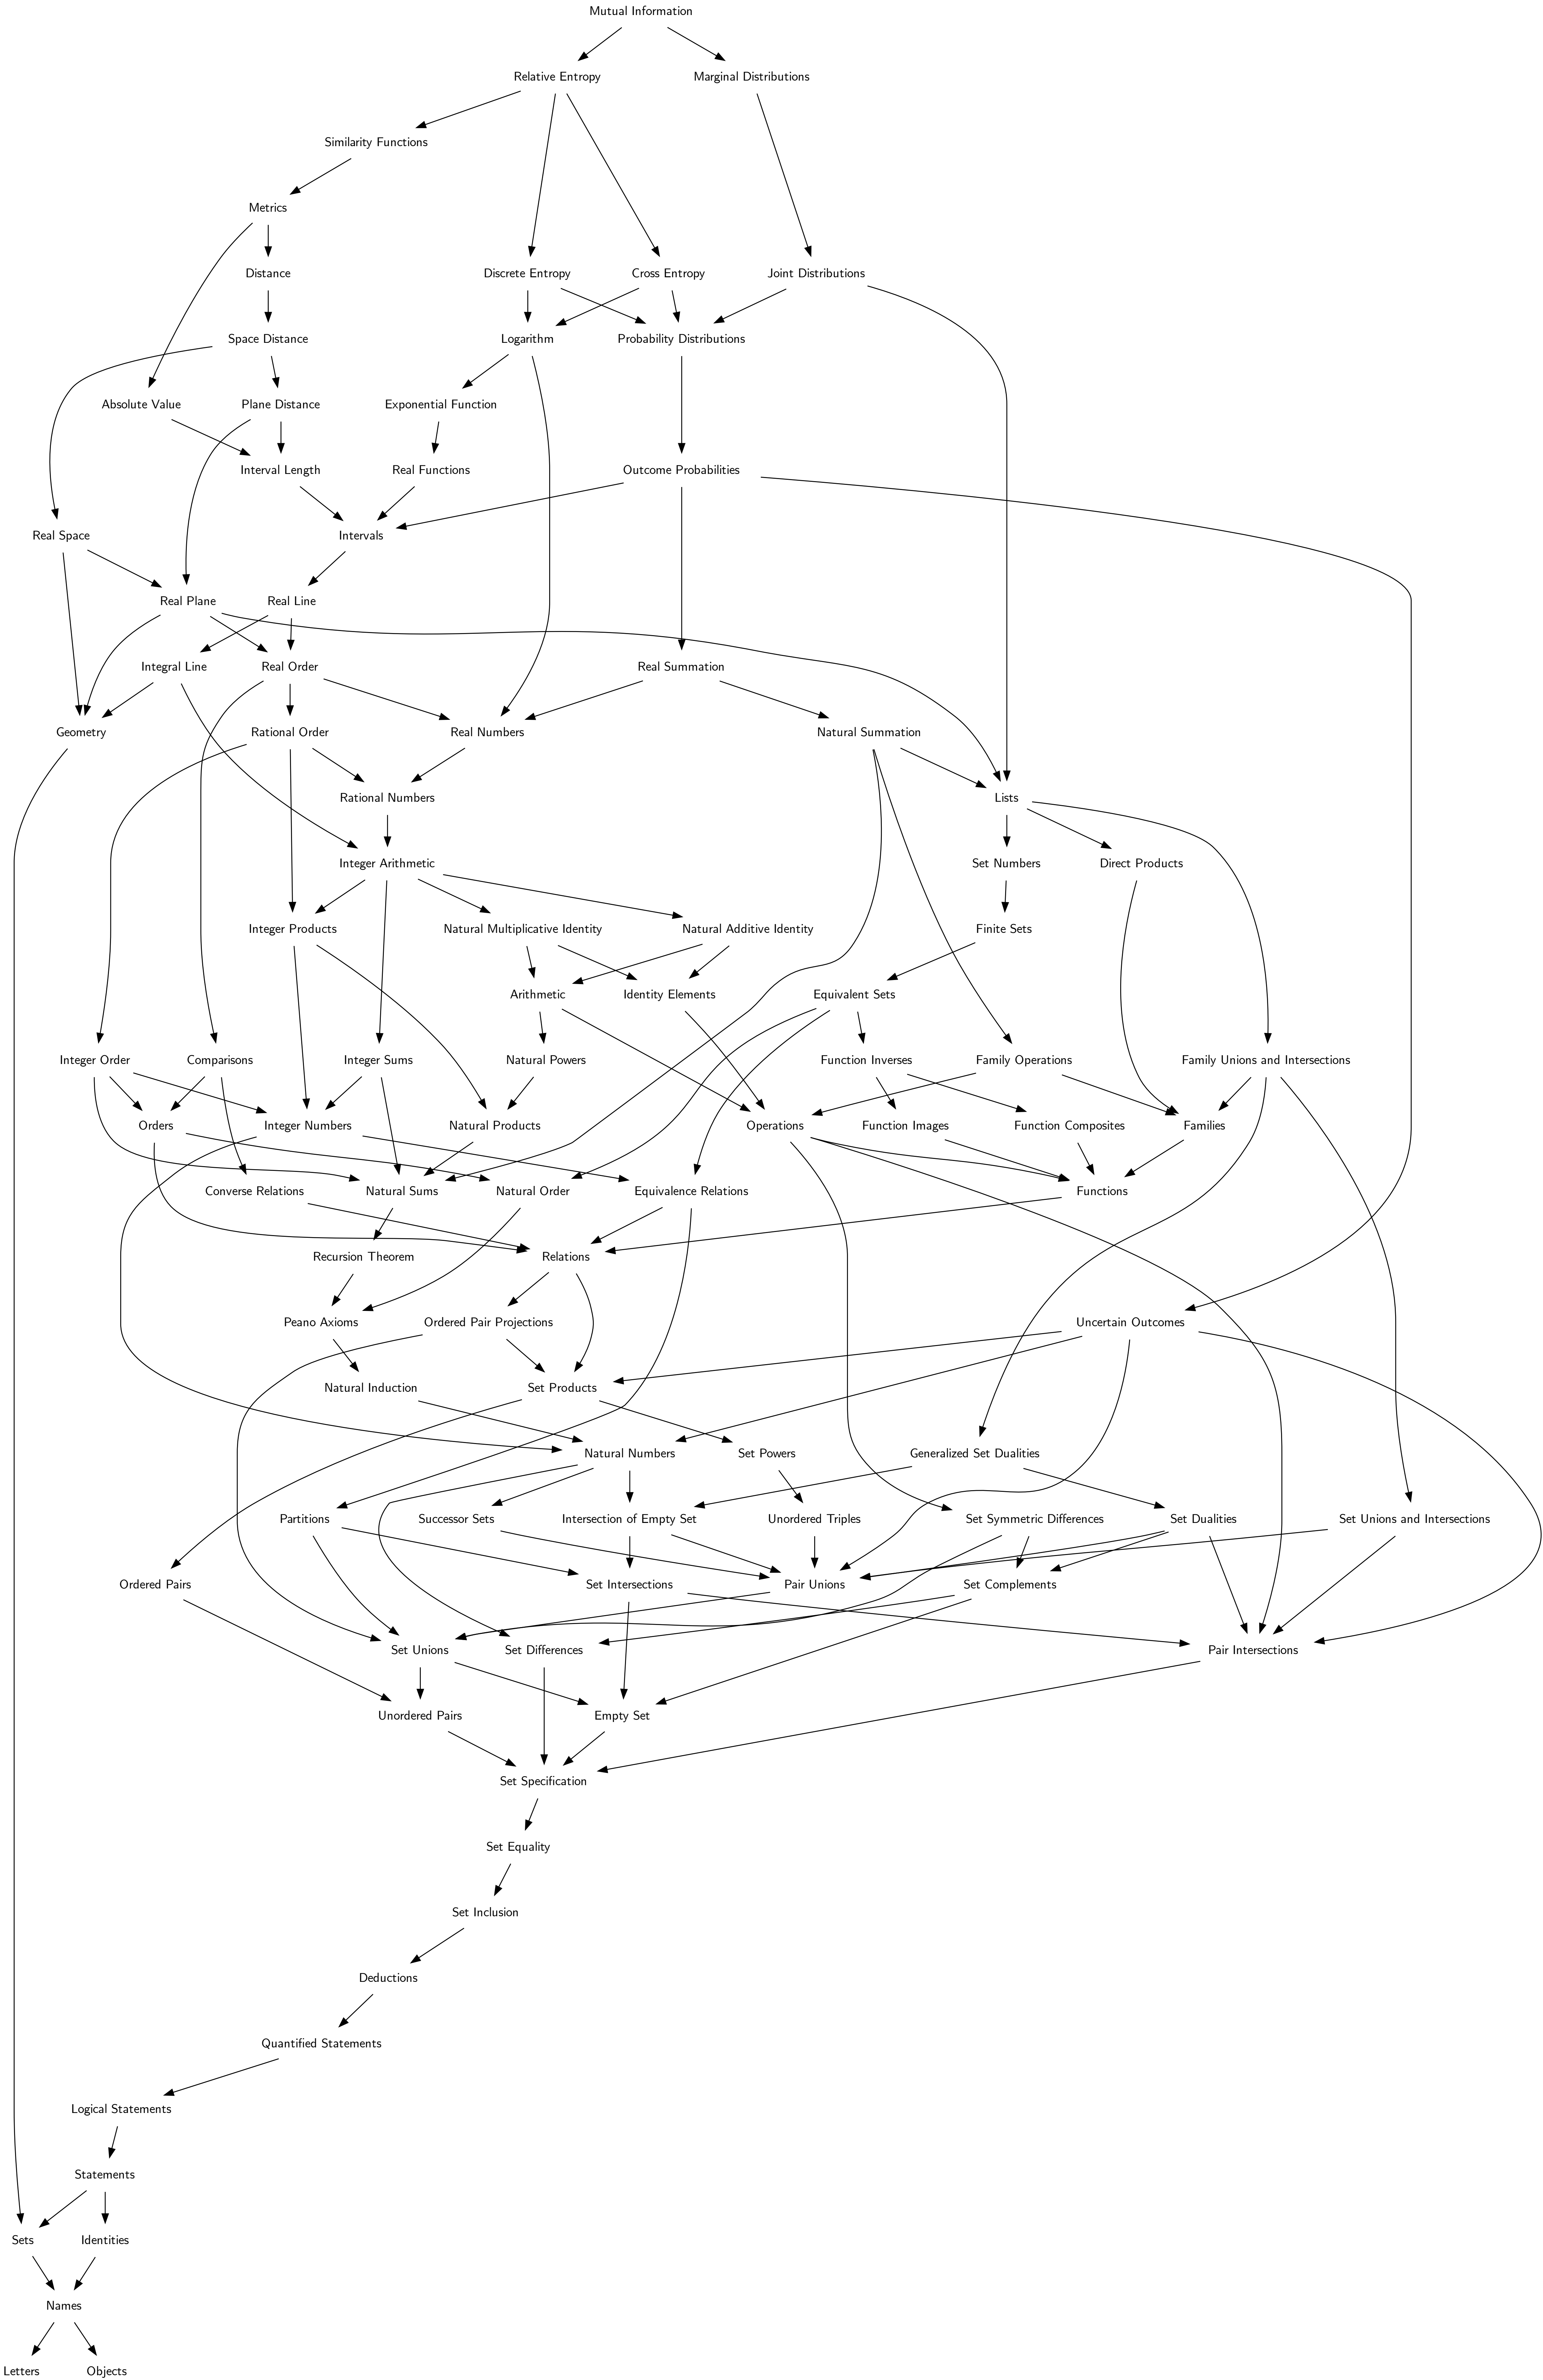 Mutual Information
Relative Entropy
Marginal Distributions
Similarity Functions
Metrics
Distance
Discrete Entropy
Cross Entropy
Joint Distributions
Space Distance
Logarithm
Probability Distributions
Absolute Value
Plane Distance
Exponential Function
Interval Length
Real Functions
Outcome Probabilities
Real Space
Intervals
Real Plane
Real Line
Integral Line
Real Order
Real Summation
Geometry
Rational Order
Real Numbers
Natural Summation
Rational Numbers
Lists
Integer Arithmetic
Set Numbers
Direct Products
Integer Products
Natural Multiplicative Identity
Natural Additive Identity
Finite Sets
Arithmetic
Identity Elements
Equivalent Sets
Integer Order
Comparisons
Integer Sums
Natural Powers
Function Inverses
Family Operations
Family Unions and Intersections
Orders
Integer Numbers
Natural Products
Operations
Function Images
Function Composites
Families
Converse Relations
Natural Sums
Natural Order
Equivalence Relations
Functions
Recursion Theorem
Relations
Peano Axioms
Ordered Pair Projections
Uncertain Outcomes
Natural Induction
Set Products
Natural Numbers
Set Powers
Generalized Set Dualities
Partitions
Successor Sets
Intersection of Empty Set
Unordered Triples
Set Symmetric Differences
Set Dualities
Set Unions and Intersections
Ordered Pairs
Set Intersections
Pair Unions
Set Complements
Set Unions
Set Differences
Pair Intersections
Unordered Pairs
Empty Set
Set Specification
Set Equality
Set Inclusion
Deductions
Quantified Statements
Logical Statements
Statements
Sets
Identities
Names
Letters
Objects